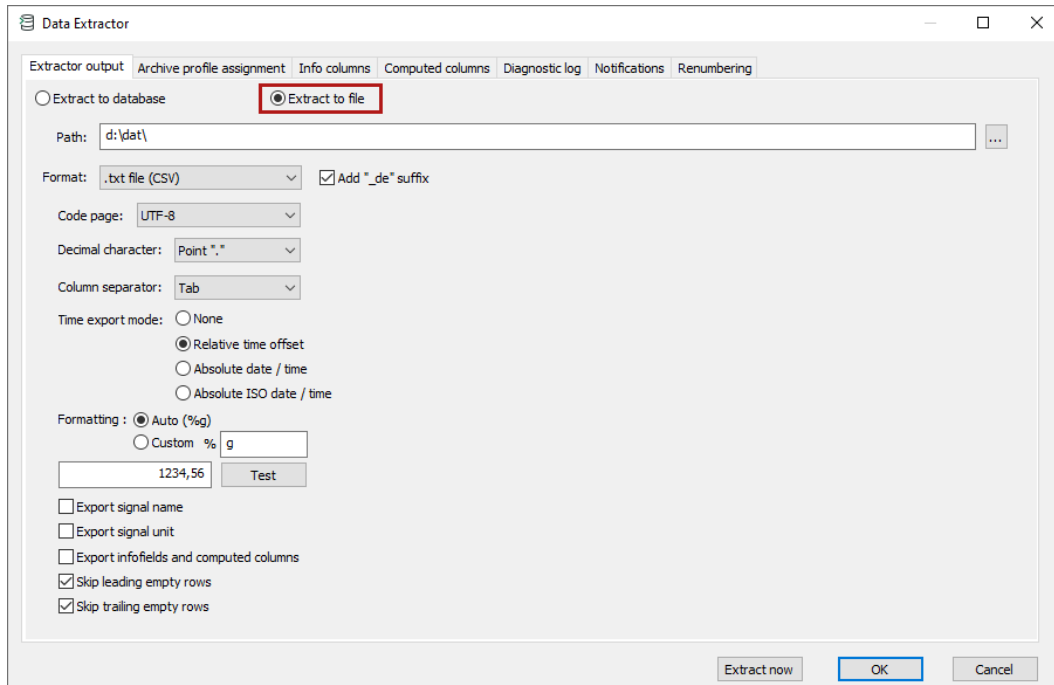 Data Extractor
Extractor output Archive profile assignment Info columns Computed columns Diagnostic log Notifications Renumbering
Extract to database Extract to file
Path: d:\dat\ ...
Format: .txt file (CSV) Add "_de" suffix
Code page: UTF-8
Decimal character: Point "."
Column separator: Tab
Time export mode: None
Relative time offset
Absolute date / time
Absolute ISO date / time
Formatting : Auto (%g)
Custom % g
1234,56 Test
Export signal name
Export signal unit
Export infofields and computed columns
Skip leading empty rows
Skip trailing empty rows
Extract now OK Cancel